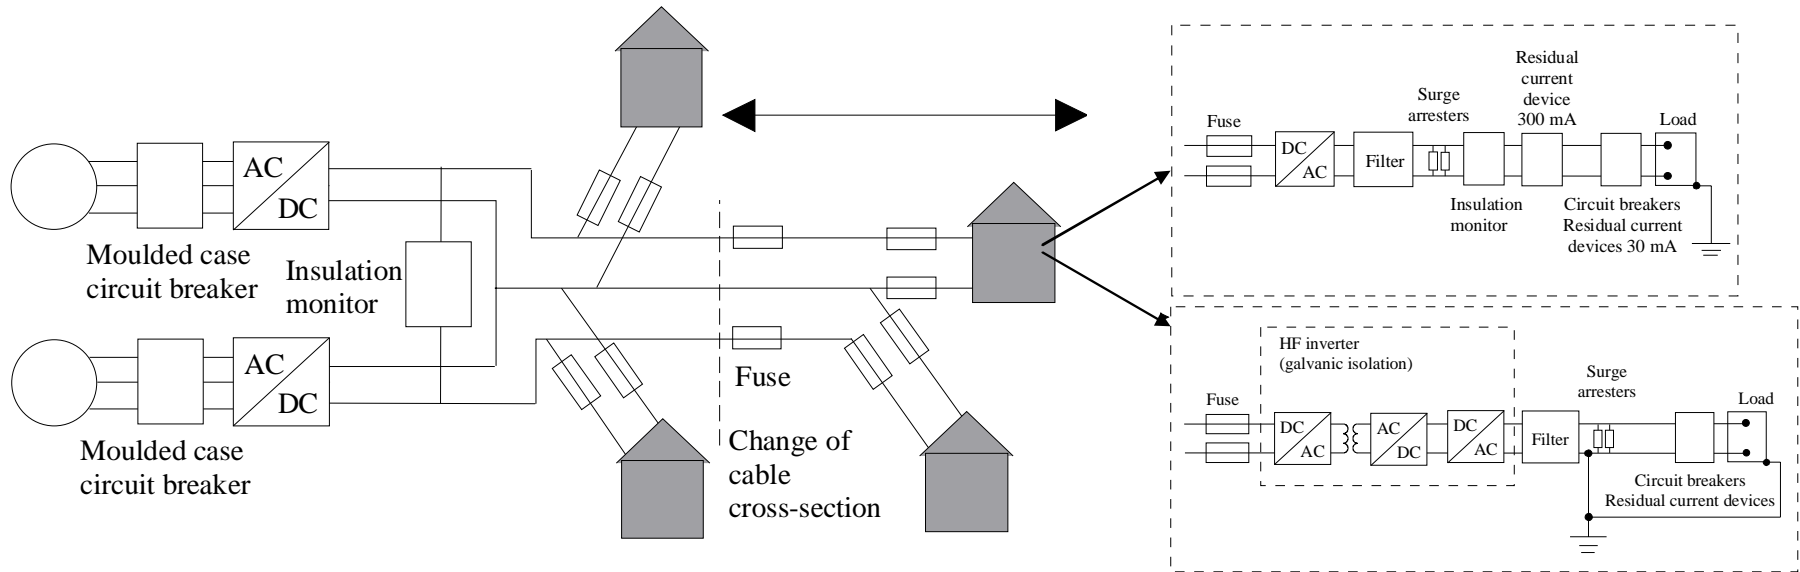 AC
DC
Moulded case
circuit breaker
Insulation
monitor
AC
DC
Moulded case
circuit breaker
Fuse
Change of
cable
cross-section
Residual
current
device
300 mA
Surge
arresters
Fuse
Load
DC
AC
Filter
Insulation
monitor
Circuit breakers
Residual current
devices 30 mA
HF inverter
(galvanic isolation)
Surge
arresters
Fuse
Load
DC
AC
AC
DC
DC
AC
Filter
Circuit breakers
Residual current devices